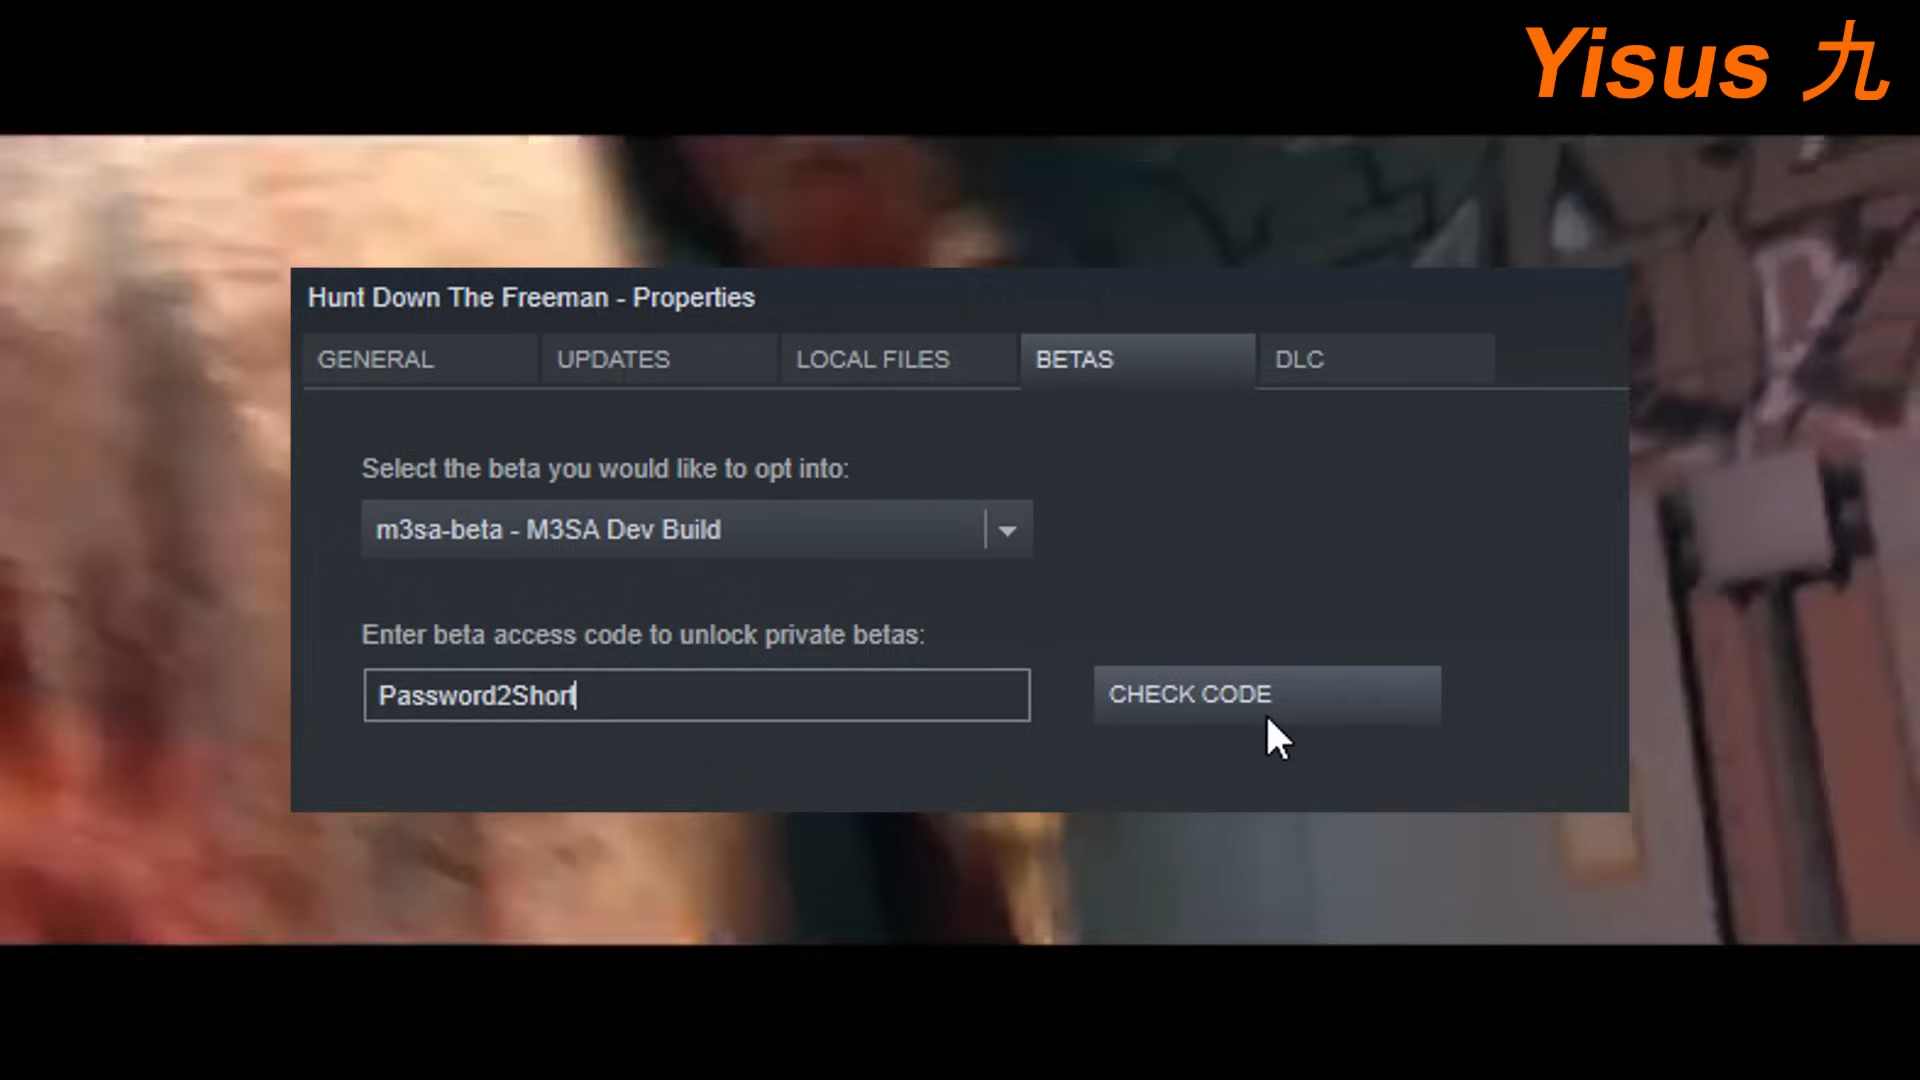 Yisus 九
Hunt Down The Freeman - Properties
GENERAL UPDATES LOCAL FILES BETAS DLC
Select the beta you would like to opt into:
m3sa-beta - M3SA Dev Build
Enter beta access code to unlock private betas:
Password2Short
CHECK CODE